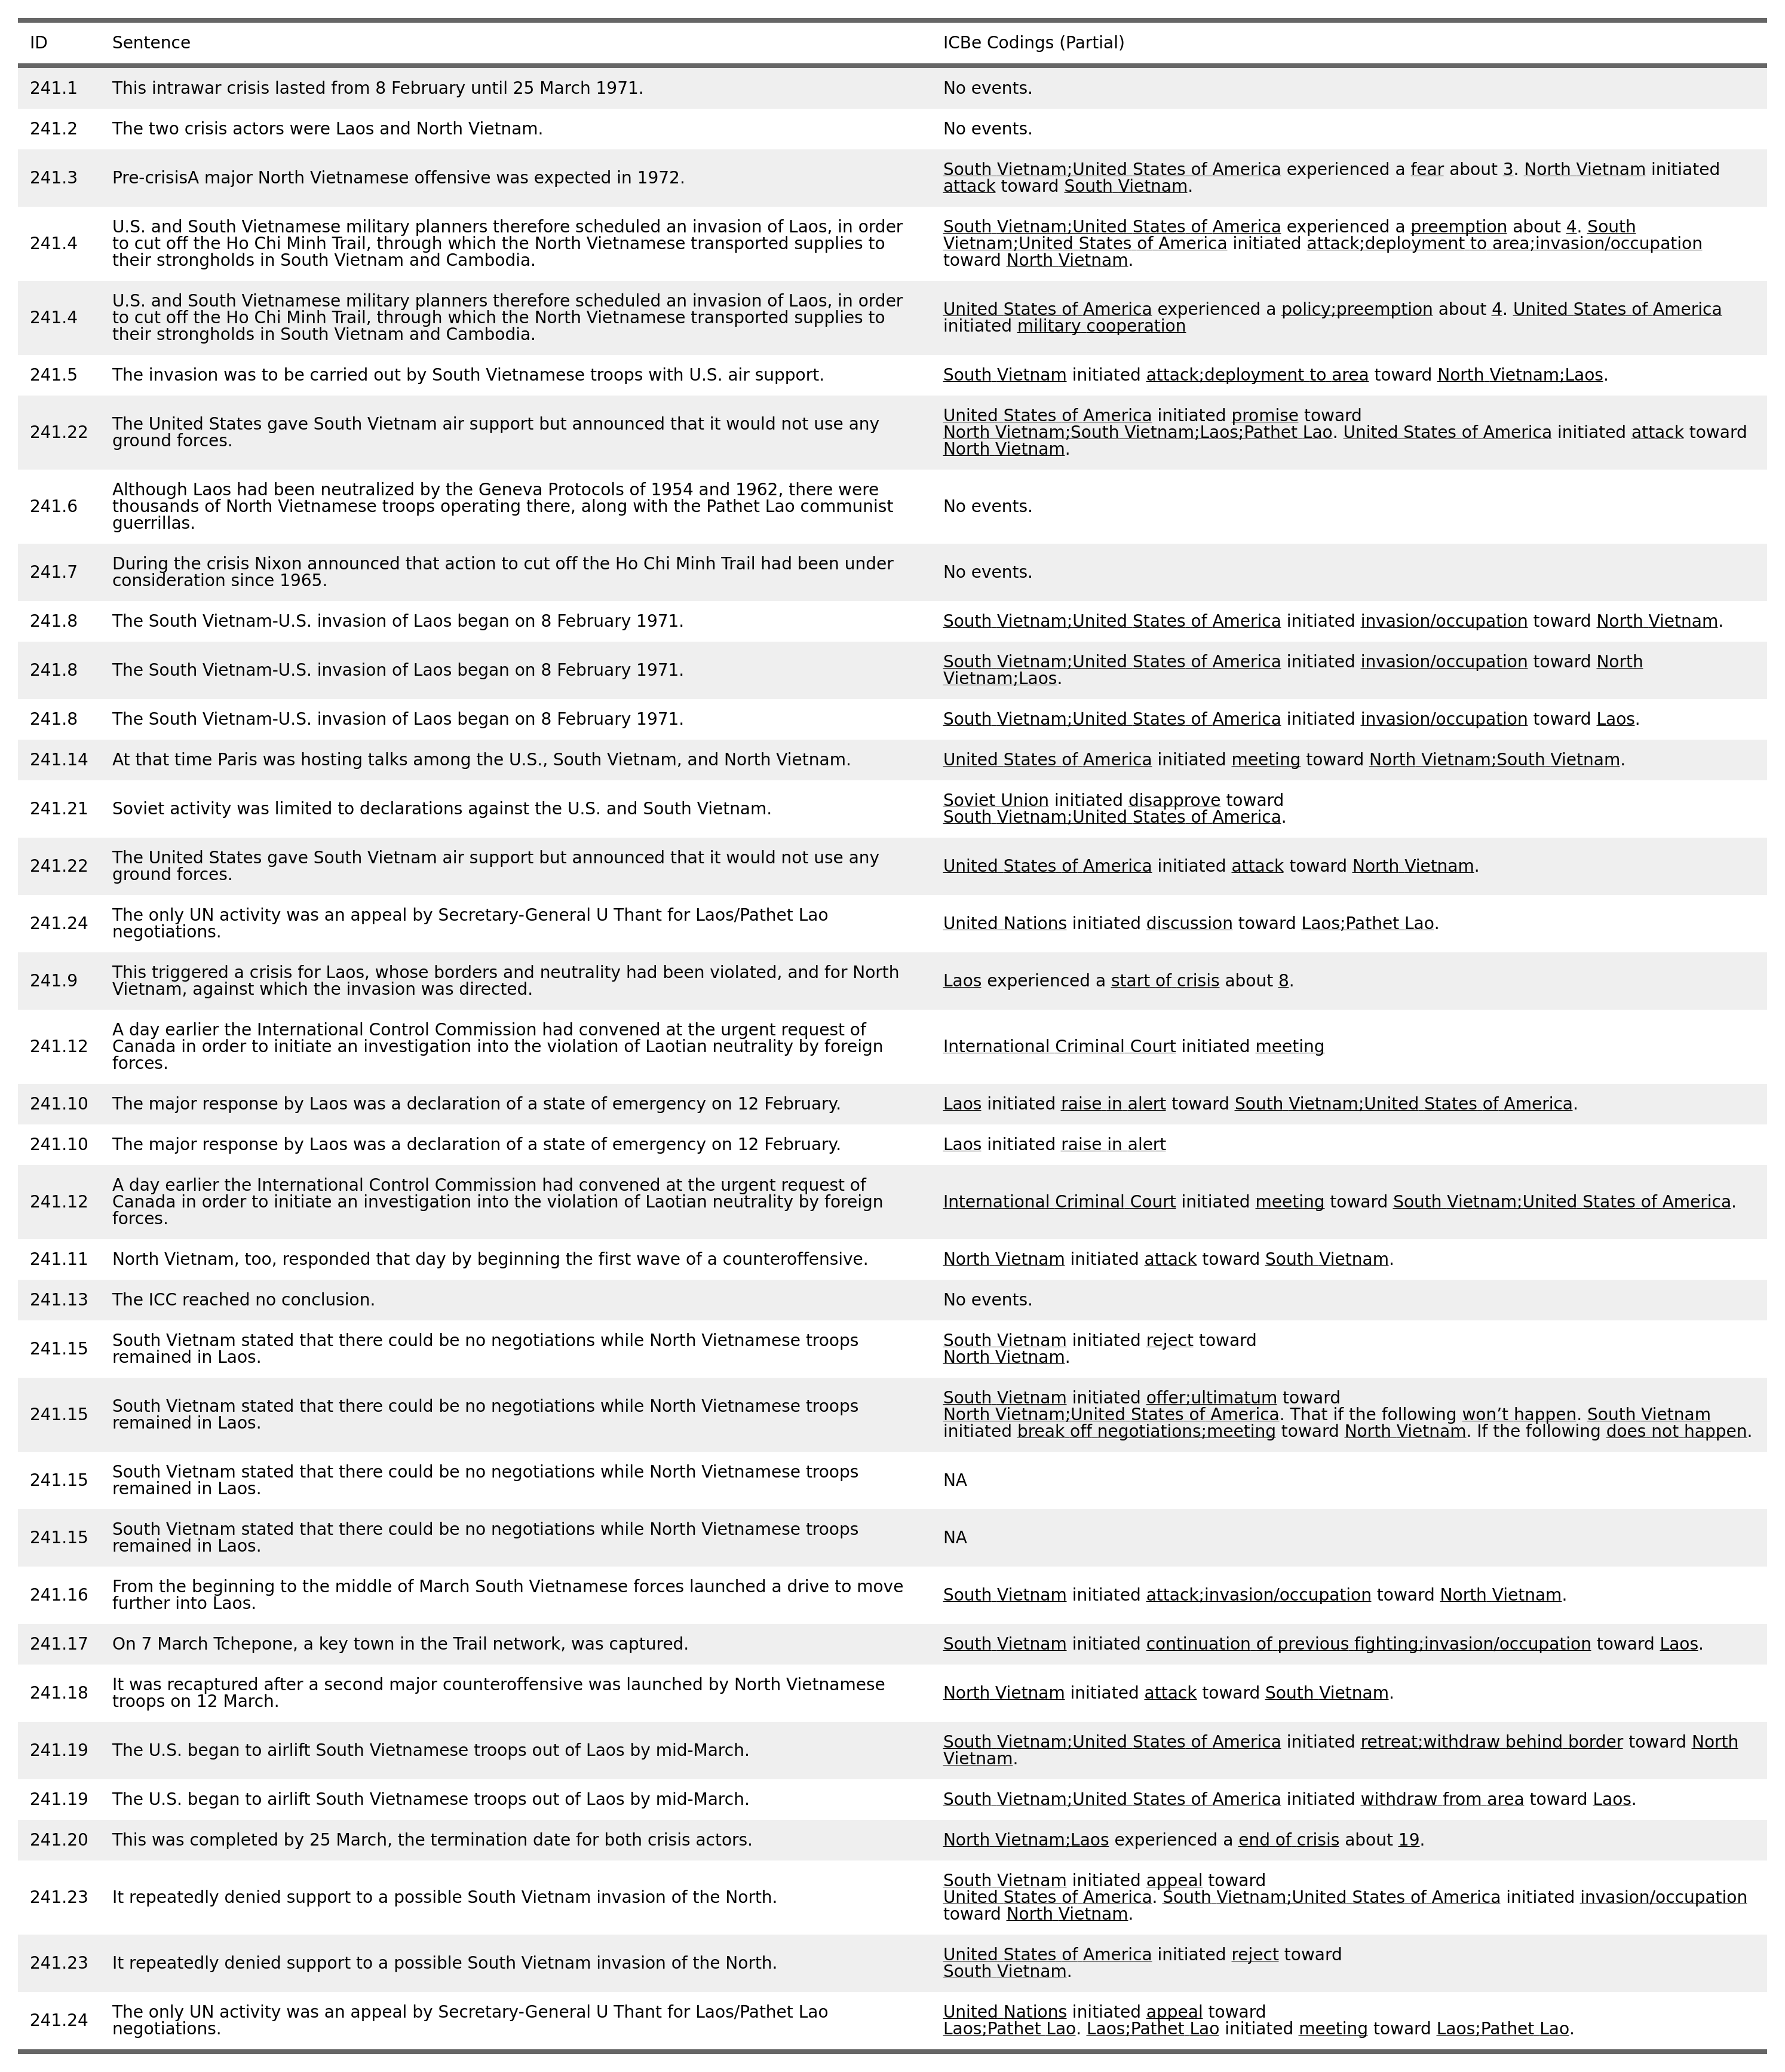 ID Sentence ICBe Codings (Partial)
241.1 This intrawar crisis lasted from 8 February until 25 March 1971. No events.
241.2 The two crisis actors were Laos and North Vietnam. No events.
241.3 Pre-crisisA major North Vietnamese offensive was expected in 1972. South Vietnam;United States of America experienced a fear about 3. North Vietnam initiated
attack toward South Vietnam.
U.S. and South Vietnamese military planners therefore scheduled an invasion of Laos, in order South Vietnam;United States of America experienced a preemption about 4. South
241.4 to cut off the Ho Chi Minh Trail, through which the North Vietnamese transported supplies to Vietnam;United States of America initiated attack;deployment to area;invasion/occupation
their strongholds in South Vietnam and Cambodia. toward North Vietnam.
U.S. and South Vietnamese military planners therefore scheduled an invasion of Laos, in order
241.4 to cut off the Ho Chi Minh Trail, through which the North Vietnamese transported supplies to United States of America experienced a policy;preemption about 4. United States of America
their strongholds in South Vietnam and Cambodia. initiated military cooperation
241.5 The invasion was to be carried out by South Vietnamese troops with U.S. air support. South Vietnam initiated attack;deployment to area toward North Vietnam;Laos.
United States of America initiated promise toward
241.22 The United States gave South Vietnam air support but announced that it would not use any North Vietnam;South Vietnam;Laos;Pathet Lao. United States of America initiated attack toward
ground forces. North Vietnam.
Although Laos had been neutralized by the Geneva Protocols of 1954 and 1962, there were
241.6 thousands of North Vietnamese troops operating there, along with the Pathet Lao communist No events.
guerrillas.
241.7 During the crisis Nixon announced that action to cut off the Ho Chi Minh Trail had been under No events.
consideration since 1965.
241.8 The South Vietnam-U.S. invasion of Laos began on 8 February 1971. South Vietnam;United States of America initiated invasion/occupation toward North Vietnam.
241.8 The South Vietnam-U.S. invasion of Laos began on 8 February 1971. South Vietnam;United States of America initiated invasion/occupation toward North
Vietnam;Laos.
241.8 The South Vietnam-U.S. invasion of Laos began on 8 February 1971. South Vietnam;United States of America initiated invasion/occupation toward Laos.
241.14 At that time Paris was hosting talks among the U.S., South Vietnam, and North Vietnam. United States of America initiated meeting toward North Vietnam;South Vietnam.
241.21 Soviet activity was limited to declarations against the U.S. and South Vietnam. Soviet Union initiated disapprove toward
South Vietnam;United States of America.
241.22 The United States gave South Vietnam air support but announced that it would not use any United States of America initiated attack toward North Vietnam.
ground forces.
241.24 The only UN activity was an appeal by Secretary-General U Thant for Laos/Pathet Lao United Nations initiated discussion toward Laos;Pathet Lao.
negotiations.
241.9 This triggered a crisis for Laos, whose borders and neutrality had been violated, and for North Laos experienced a start of crisis about 8.
Vietnam, against which the invasion was directed.
A day earlier the International Control Commission had convened at the urgent request of
241.12 Canada in order to initiate an investigation into the violation of Laotian neutrality by foreign International Criminal Court initiated meeting
forces.
241.10 The major response by Laos was a declaration of a state of emergency on 12 February. Laos initiated raise in alert toward South Vietnam;United States of America.
241.10 The major response by Laos was a declaration of a state of emergency on 12 February. Laos initiated raise in alert
A day earlier the International Control Commission had convened at the urgent request of
241.12 Canada in order to initiate an investigation into the violation of Laotian neutrality by foreign International Criminal Court initiated meeting toward South Vietnam;United States of America.
forces.
241.11 North Vietnam, too, responded that day by beginning the first wave of a counteroffensive. North Vietnam initiated attack toward South Vietnam.
241.13 The ICC reached no conclusion. No events.
241.15 South Vietnam stated that there could be no negotiations while North Vietnamese troops South Vietnam initiated reject toward
remained in Laos. North Vietnam.
South Vietnam initiated offer;ultimatum toward
241.15 South Vietnam stated that there could be no negotiations while North Vietnamese troops North Vietnam;United States of America. That if the following won’t happen. South Vietnam
remained in Laos. initiated break off negotiations;meeting toward North Vietnam. If the following does not happen.
241.15 South Vietnam stated that there could be no negotiations while North Vietnamese troops NA
remained in Laos.
241.15 South Vietnam stated that there could be no negotiations while North Vietnamese troops NA
remained in Laos.
241.16 From the beginning to the middle of March South Vietnamese forces launched a drive to move South Vietnam initiated attack;invasion/occupation toward North Vietnam.
further into Laos.
241.17 On 7 March Tchepone, a key town in the Trail network, was captured. South Vietnam initiated continuation of previous fighting;invasion/occupation toward Laos.
241.18 It was recaptured after a second major counteroffensive was launched by North Vietnamese North Vietnam initiated attack toward South Vietnam.
troops on 12 March.
241.19 The U.S. began to airlift South Vietnamese troops out of Laos by mid-March. South Vietnam;United States of America initiated retreat;withdraw behind border toward North
Vietnam.
241.19 The U.S. began to airlift South Vietnamese troops out of Laos by mid-March. South Vietnam;United States of America initiated withdraw from area toward Laos.
241.20 This was completed by 25 March, the termination date for both crisis actors. North Vietnam;Laos experienced a end of crisis about 19.
South Vietnam initiated appeal toward
241.23 It repeatedly denied support to a possible South Vietnam invasion of the North. United States of America. South Vietnam;United States of America initiated invasion/occupation
toward North Vietnam.
241.23 It repeatedly denied support to a possible South Vietnam invasion of the North. United States of America initiated reject toward
South Vietnam.
241.24 The only UN activity was an appeal by Secretary-General U Thant for Laos/Pathet Lao United Nations initiated appeal toward
negotiations. Laos;Pathet Lao. Laos;Pathet Lao initiated meeting toward Laos;Pathet Lao.